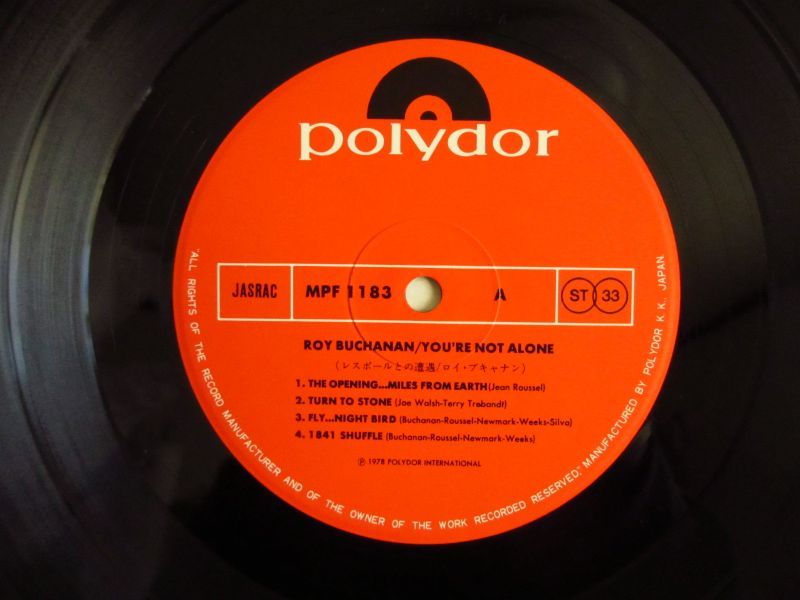 polydor
JASRAC MPF 1183 A ST 33
ROY BUCHANAN/YOU'RE NOT ALONE
(レスポールとの遭遇/ロイ・ブキャナン)
1. THE OPENING...MILES FROM EARTH (Jean Roussel)
2. TURN TO STONE (Joe Walsh-Terry Trebandt)
3. FLY...NIGHT BIRD (Buchanan-Roussel-Newmark-Weeks-Silva)
4. 1841 SHUFFLE (Buchanan-Roussel-Newmark-Weeks)
℗ 1978 POLYDOR INTERNATIONAL
"ALL RIGHTS OF THE RECORD MANUFACTURER AND OF THE OWNER OF THE WORK RECORDED RESERVED." MANUFACTURED BY POLYDOR K.K., JAPAN